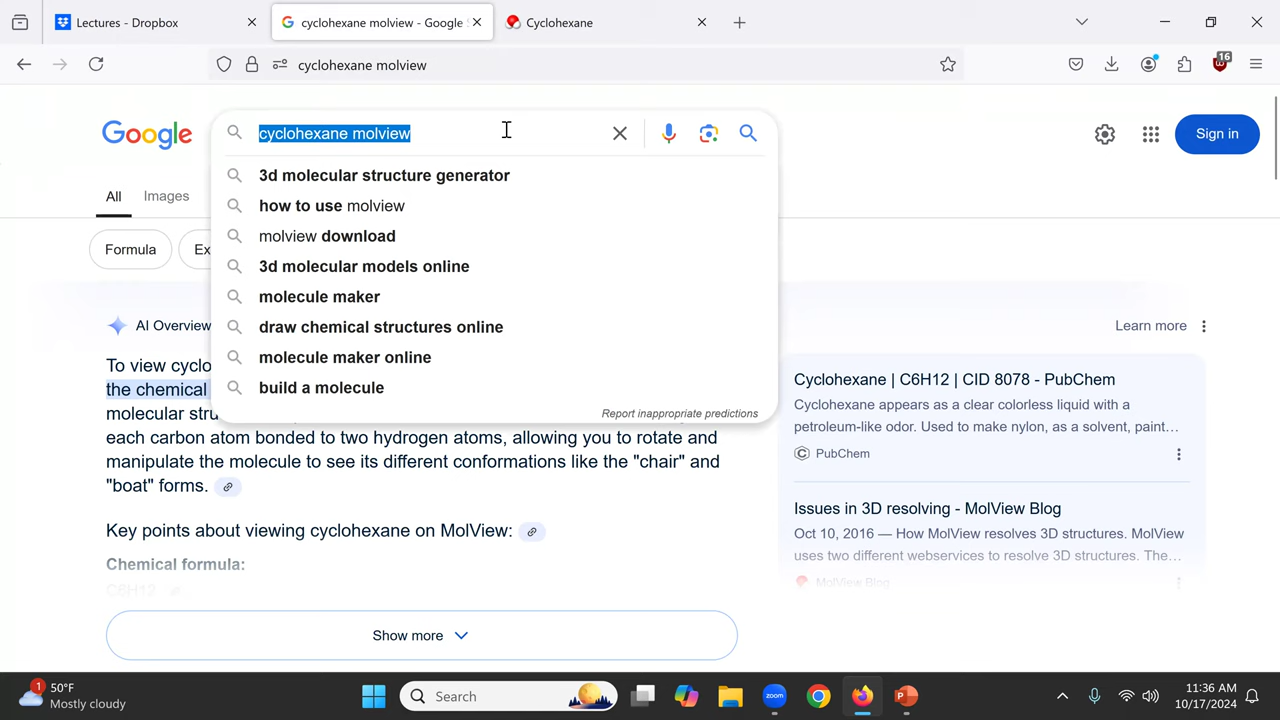 Lectures - Dropbox
cyclohexane molview - Google
Cyclohexane
cyclohexane molview
16
Google
cyclohexane molview
Sign in
3d molecular structure generator
how to use molview
molview download
3d molecular models online
molecule maker
draw chemical structures online
molecule maker online
build a molecule
Report inappropriate predictions
All
Images
Formula
Ex
AI Overview
Learn more
To view cyclo
the chemical
molecular stru
each carbon atom bonded to two hydrogen atoms, allowing you to rotate and
manipulate the molecule to see its different conformations like the "chair" and
"boat" forms.
Key points about viewing cyclohexane on MolView:
Chemical formula:
C6H12
Show more
Cyclohexane | C6H12 | CID 8078 - PubChem
Cyclohexane appears as a clear colorless liquid with a
petroleum-like odor. Used to make nylon, as a solvent, paint…
PubChem
Issues in 3D resolving - MolView Blog
Oct 10, 2016 — How MolView resolves 3D structures. MolView
uses two different webservices to resolve 3D structures. The…
MolView Blog
1
50°F
Mostly cloudy
Search
zoom
11:36 AM
10/17/2024